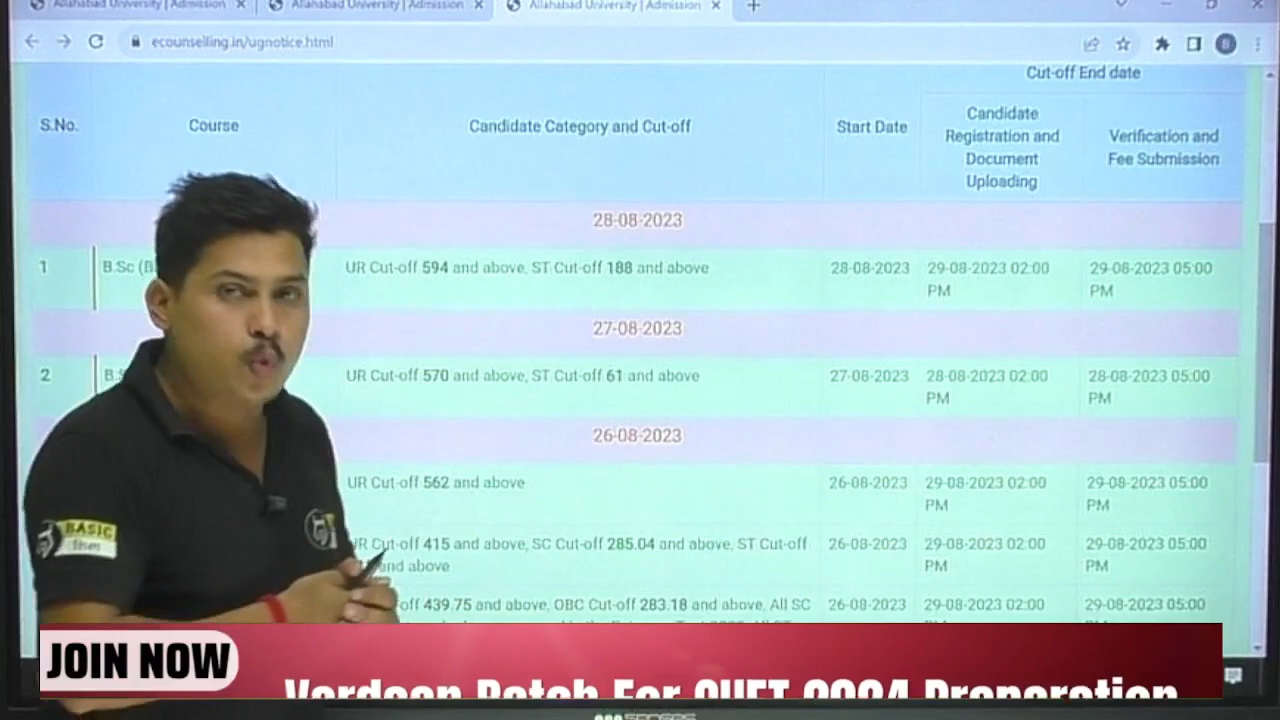 Allahabad University | Admission
Allahabad University | Admission
Allahabad University | Admission
ecounselling.in/ugnotice.html
B
Cut-off End date
S.No.
Course
Candidate Category and Cut-off
Start Date
Candidate
Registration and
Document
Uploading
Verification and
Fee Submission
28-08-2023
1
B.Sc (B
UR Cut-off 594 and above, ST Cut-off 188 and above
28-08-2023
29-08-2023 02:00
PM
29-08-2023 05:00
PM
27-08-2023
2
B.S
UR Cut-off 570 and above, ST Cut-off 61 and above
27-08-2023
28-08-2023 02:00
PM
28-08-2023 05:00
PM
26-08-2023
UR Cut-off 562 and above
26-08-2023
29-08-2023 02:00
PM
29-08-2023 05:00
PM
UR Cut-off 415 and above, SC Cut-off 285.04 and above, ST Cut-off
and above
26-08-2023
29-08-2023 02:00
PM
29-08-2023 05:00
PM
off 439.75 and above, OBC Cut-off 283.18 and above, All SC
26-08-2023
29-08-2023 02:00
29-08-2023 05:00
BASIC
JOIN NOW
Vardaan Batch For CUET 2024 Preparation